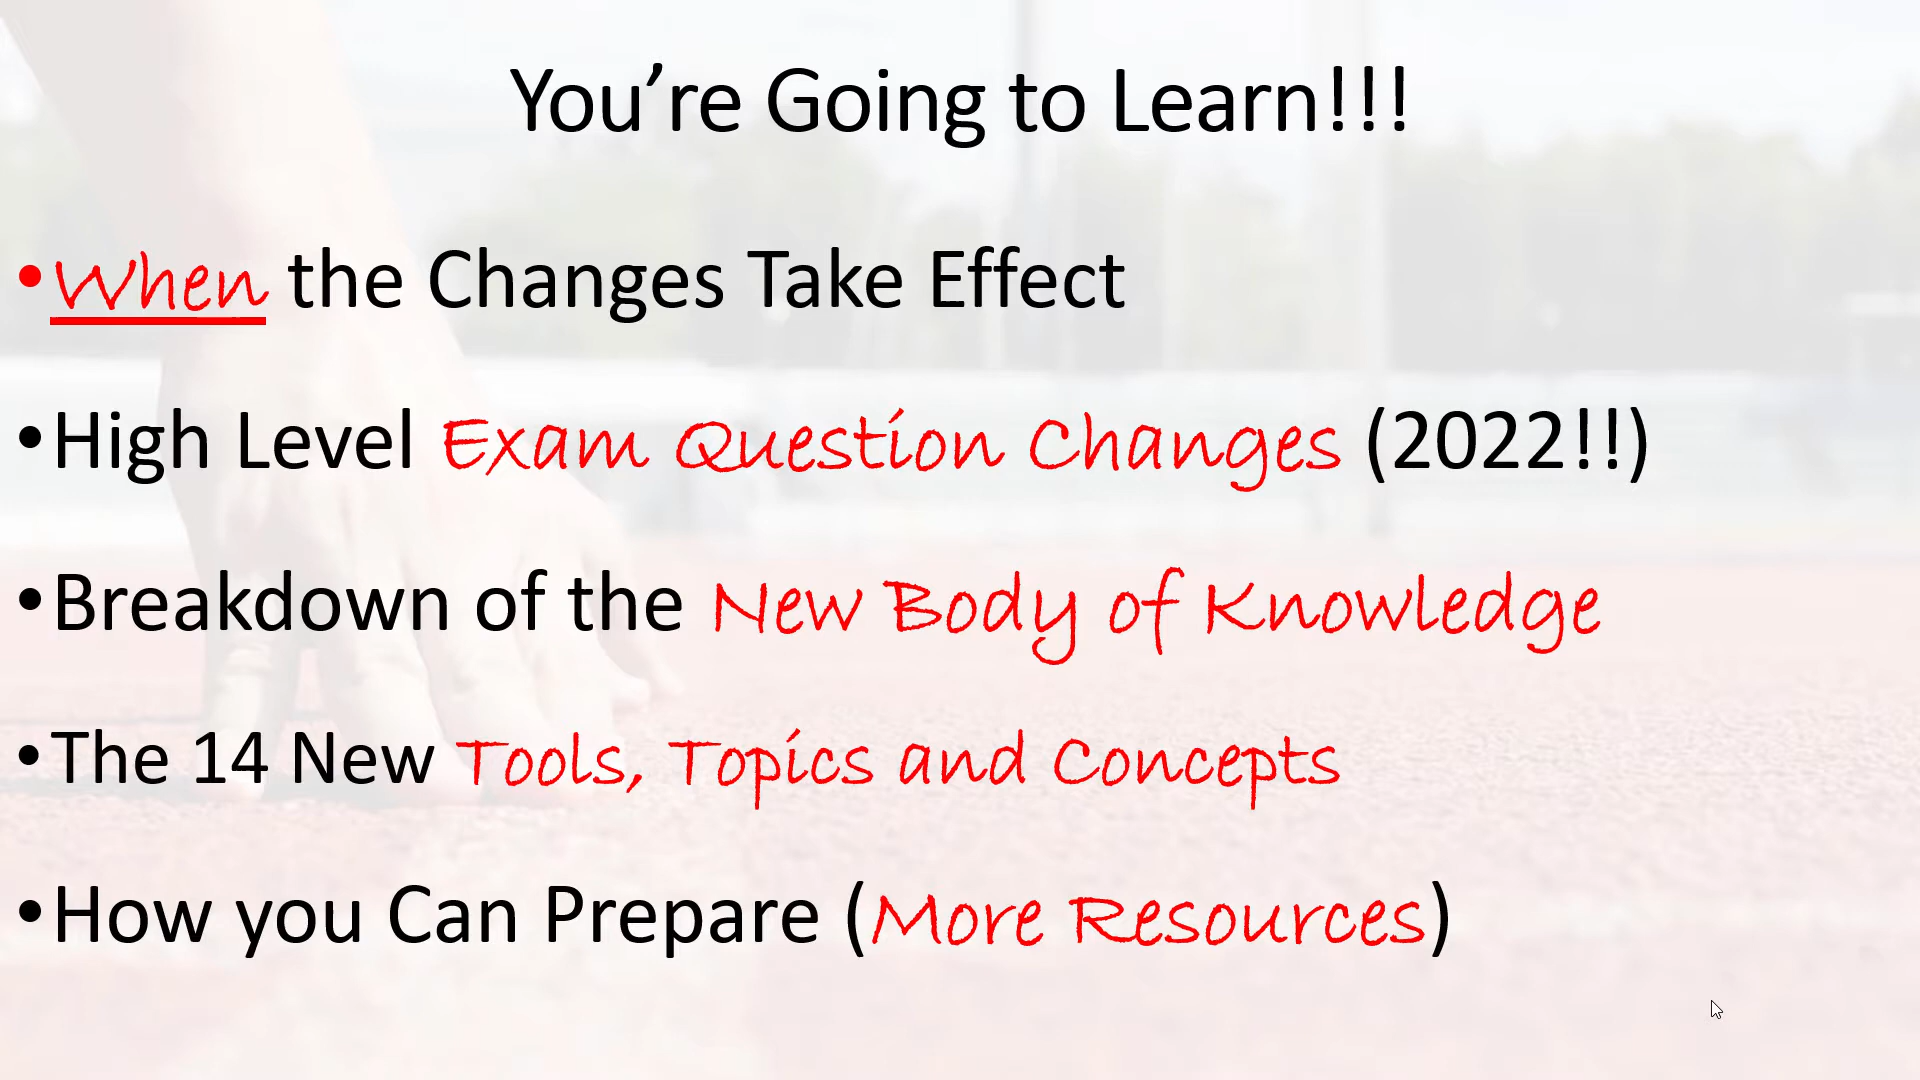 You’re Going to Learn!!!
•When the Changes Take Effect
•High Level Exam Question Changes (2022!!)
•Breakdown of the New Body of Knowledge
•The 14 New Tools, Topics and Concepts
•How you Can Prepare (More Resources)